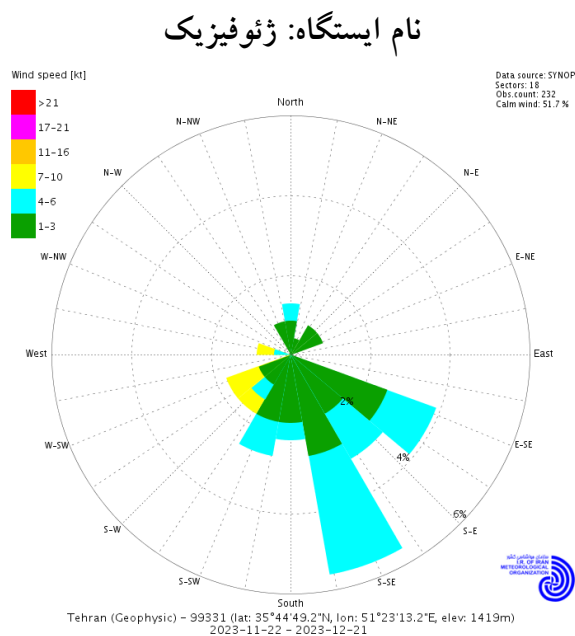 نام ایستگاه: ژئوفیزیک
Wind speed [kt]
>21
17-21
11-16
7-10
4-6
1-3
Data source: SYNOP
Sectors: 18
Obs.count: 232
Calm wind: 51.7 %
North
N-NW
N-NE
N-W
N-E
W-NW
E-NE
West
East
2%
W-SW
E-SE
4%
6%
S-W
S-E
S-SW
S-SE
South
سازمان هواشناسی کشور
I.R. OF IRAN
METEOROLOGICAL
ORGANIZATION
Tehran (Geophysic) - 99331 (lat: 35°44'49.2"N, lon: 51°23'13.2"E, elev: 1419m)
2023-11-22 - 2023-12-21